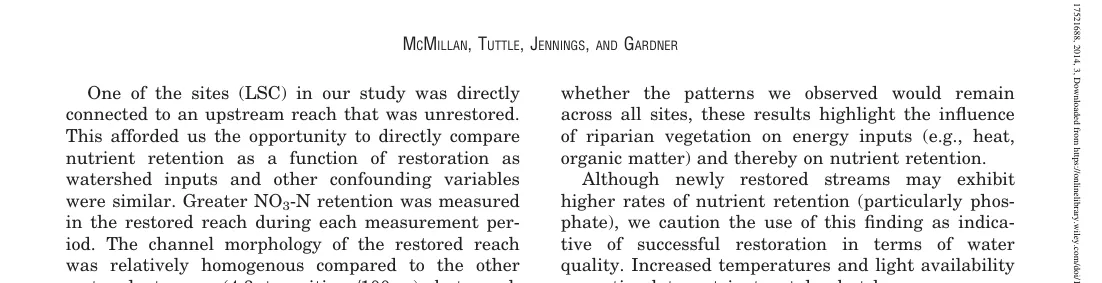 MCMILLAN, TUTTLE, JENNINGS, AND GARDNER
One of the sites (LSC) in our study was directly
connected to an upstream reach that was unrestored.
This afforded us the opportunity to directly compare
nutrient retention as a function of restoration as
watershed inputs and other confounding variables
were similar. Greater NO₃-N retention was measured
in the restored reach during each measurement per-
iod. The channel morphology of the restored reach
was relatively homogenous compared to the other
whether the patterns we observed would remain
across all sites, these results highlight the influence
of riparian vegetation on energy inputs (e.g., heat,
organic matter) and thereby on nutrient retention.
Although newly restored streams may exhibit
higher rates of nutrient retention (particularly phos-
phate), we caution the use of this finding as indica-
tive of successful restoration in terms of water
quality. Increased temperatures and light availability
17521688, 2014, 3, Downloaded from https://onlinelibrary.wiley.com/doi/